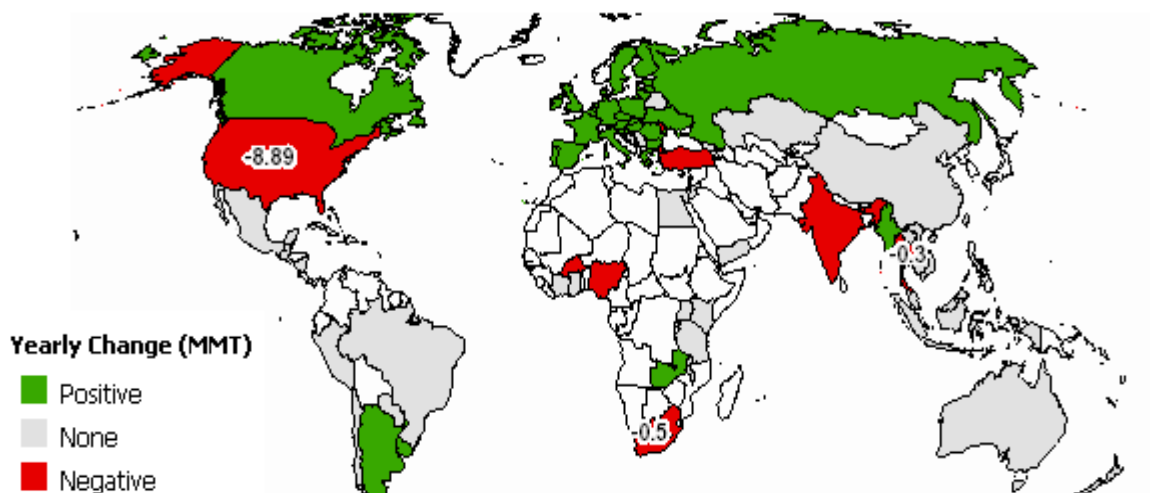 -8.89
-0.3
-0.5
Yearly Change (MMT)
Positive
None
Negative